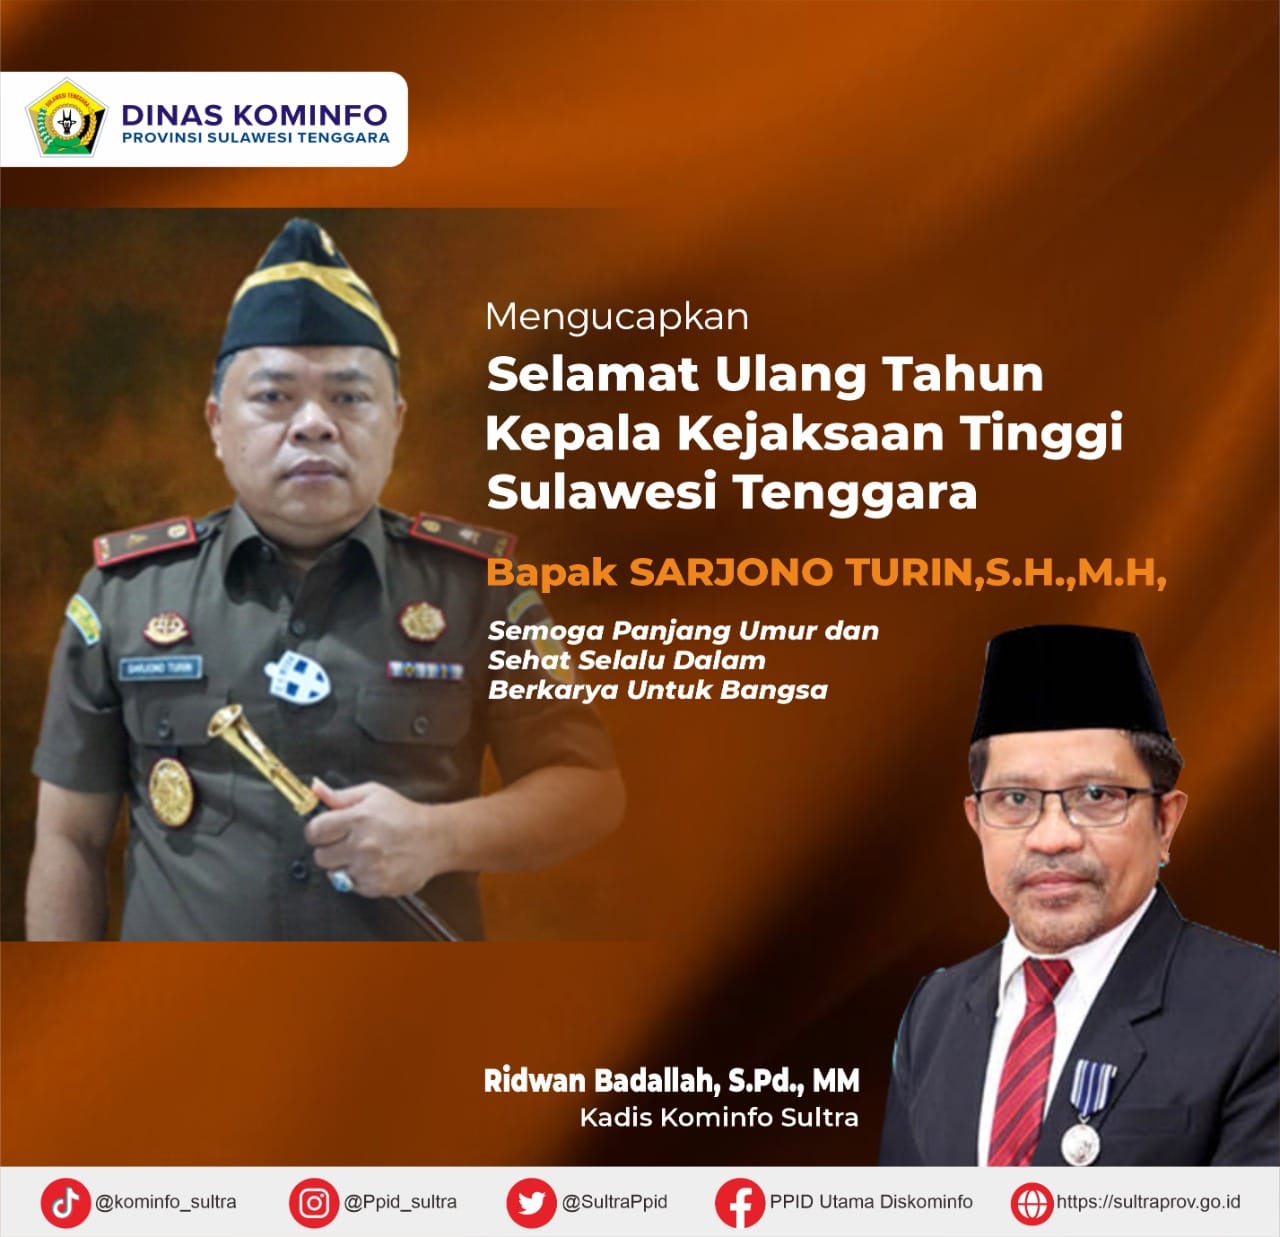 SULAWESI TENGGARA
DINAS KOMINFO
PROVINSI SULAWESI TENGGARA
Mengucapkan
Selamat Ulang Tahun
Kepala Kejaksaan Tinggi
Sulawesi Tenggara
Bapak SARJONO TURIN,S.H.,M.H,
Semoga Panjang Umur dan
Sehat Selalu Dalam
Berkarya Untuk Bangsa
SARJONO TURIN
Ridwan Badallah, S.Pd., MM
Kadis Kominfo Sultra
@kominfo_sultra
@Ppid_sultra
@SultraPpid
PPID Utama Diskominfo
https://sultraprov.go.id